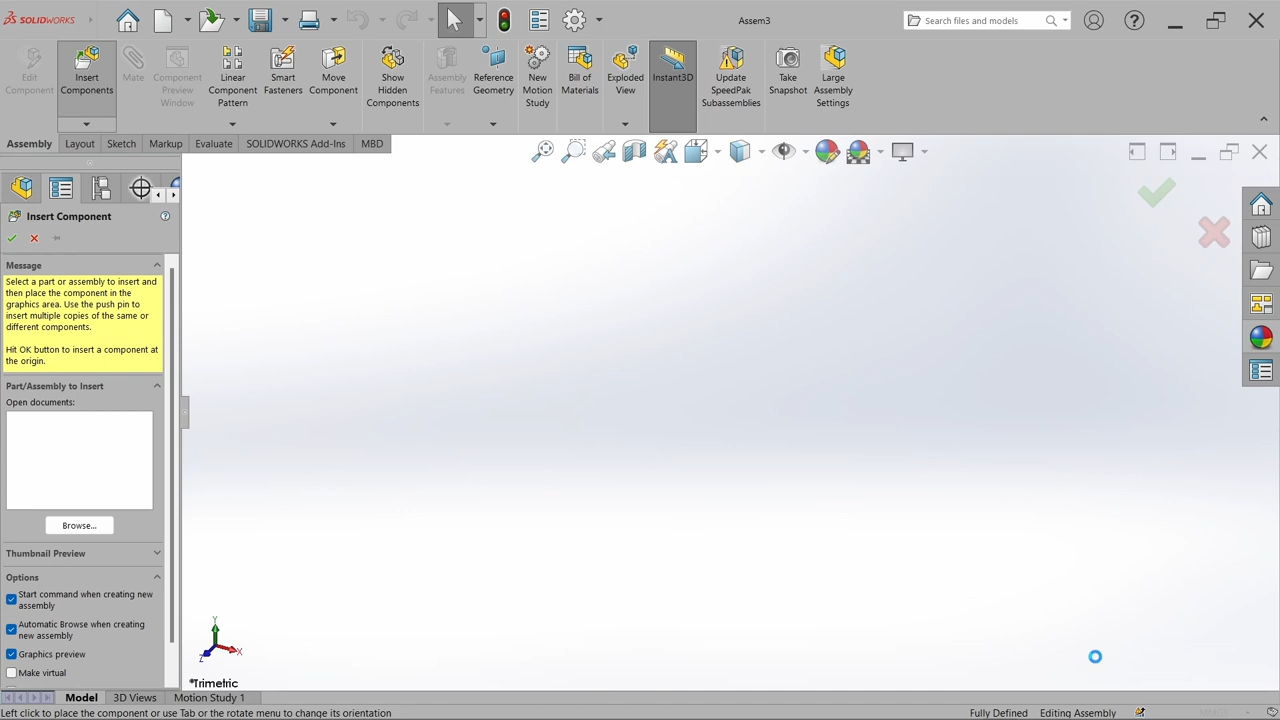 SOLIDWORKS
Assem3
Search files and models
Edit
Component
Insert
Components
Mate
Component
Preview
Window
Linear
Component
Pattern
Smart
Fasteners
Move
Component
Show
Hidden
Components
Assembly
Features
Reference
Geometry
New
Motion
Study
Bill of
Materials
Exploded
View
Instant3D
Update
SpeedPak
Subassemblies
Take
Snapshot
Large
Assembly
Settings
Assembly
Layout
Sketch
Markup
Evaluate
SOLIDWORKS Add-Ins
MBD
Insert Component
Message
Select a part or assembly to insert and
then place the component in the
graphics area. Use the push pin to
insert multiple copies of the same or
different components.
Hit OK button to insert a component at
the origin.
Part/Assembly to Insert
Open documents:
Browse...
Thumbnail Preview
Options
Start command when creating new
assembly
Automatic Browse when creating
new assembly
Graphics preview
Make virtual
Y
X
Z
*Trimetric
Model
3D Views
Motion Study 1
Left click to place the component or use Tab or the rotate menu to change its orientation
Fully Defined
Editing Assembly